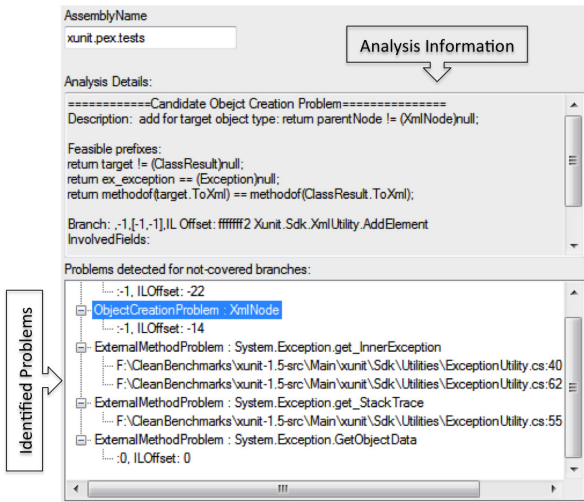 AssemblyName
xunit.pex.tests
Analysis Information
Analysis Details:
============Candidate Obejct Creation Problem===============
Description:  add for target object type: return parentNode != (XmlNode)null;
Feasible prefixes:
return target != (ClassResult)null;
return ex_exception == (Exception)null;
return methodof(target.ToXml) == methodof(ClassResult.ToXml);
Branch: ,-1,[-1,-1],IL Offset: fffffff2 Xunit.Sdk.XmlUtility.AddElement
InvolvedFields:
Problems detected for not-covered branches:
:-1, ILOffset: -22
ObjectCreationProblem : XmlNode
:-1, ILOffset: -14
ExternalMethodProblem : System.Exception.get_InnerException
F:\CleanBenchmarks\xunit-1.5-src\Main\xunit\Sdk\Utilities\ExceptionUtility.cs:40
F:\CleanBenchmarks\xunit-1.5-src\Main\xunit\Sdk\Utilities\ExceptionUtility.cs:62
ExternalMethodProblem : System.Exception.get_StackTrace
F:\CleanBenchmarks\xunit-1.5-src\Main\xunit\Sdk\Utilities\ExceptionUtility.cs:55
ExternalMethodProblem : System.Exception.GetObjectData
:0, ILOffset: 0
Identified Problems